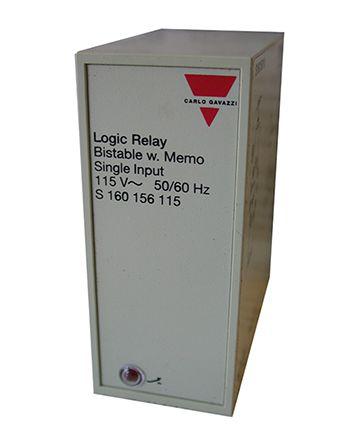 CARLO GAVAZZI
Logic Relay
Bistable w. Memo
Single Input
115 V~ 50/60 Hz
S 160 156 115